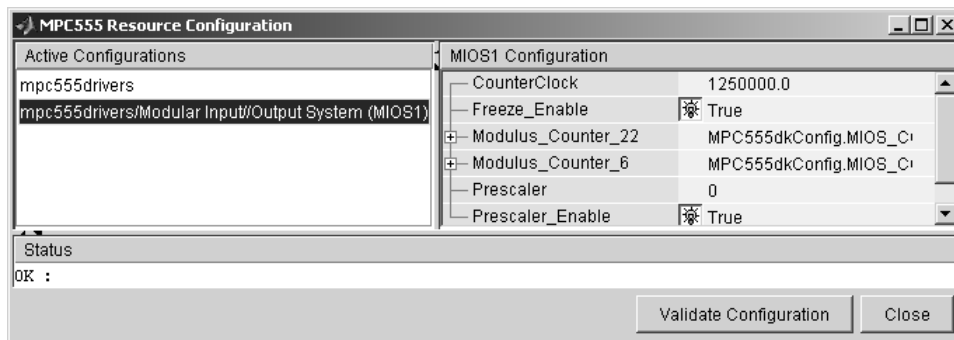 MPC555 Resource Configuration
Active Configurations
mpc555drivers
mpc555drivers/Modular Input//Output System (MIOS1)
MIOS1 Configuration
CounterClock 1250000.0
Freeze_Enable True
Modulus_Counter_22 MPC555dkConfig.MIOS_C
Modulus_Counter_6 MPC555dkConfig.MIOS_C
Prescaler 0
Prescaler_Enable True
Status
OK :
Validate Configuration Close